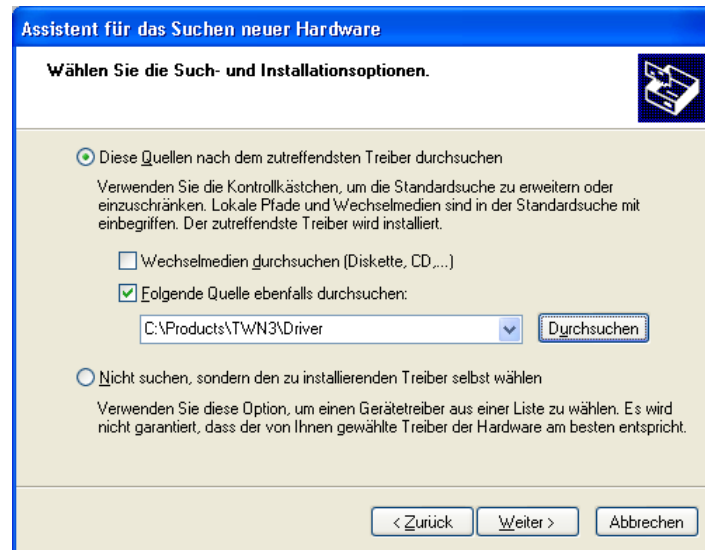 Assistent für das Suchen neuer Hardware
Wählen Sie die Such- und Installationsoptionen.
Diese Quellen nach dem zutreffendsten Treiber durchsuchen
Verwenden Sie die Kontrollkästchen, um die Standardsuche zu erweitern oder
einzuschränken. Lokale Pfade und Wechselmedien sind in der Standardsuche mit
einbegriffen. Der zutreffendste Treiber wird installiert.
Wechselmedien durchsuchen (Diskette, CD,...)
Folgende Quelle ebenfalls durchsuchen:
C:\Products\TWN3\Driver
Durchsuchen
Nicht suchen, sondern den zu installierenden Treiber selbst wählen
Verwenden Sie diese Option, um einen Gerätetreiber aus einer Liste zu wählen. Es wird
nicht garantiert, dass der von Ihnen gewählte Treiber der Hardware am besten entspricht.
< Zurück Weiter > Abbrechen